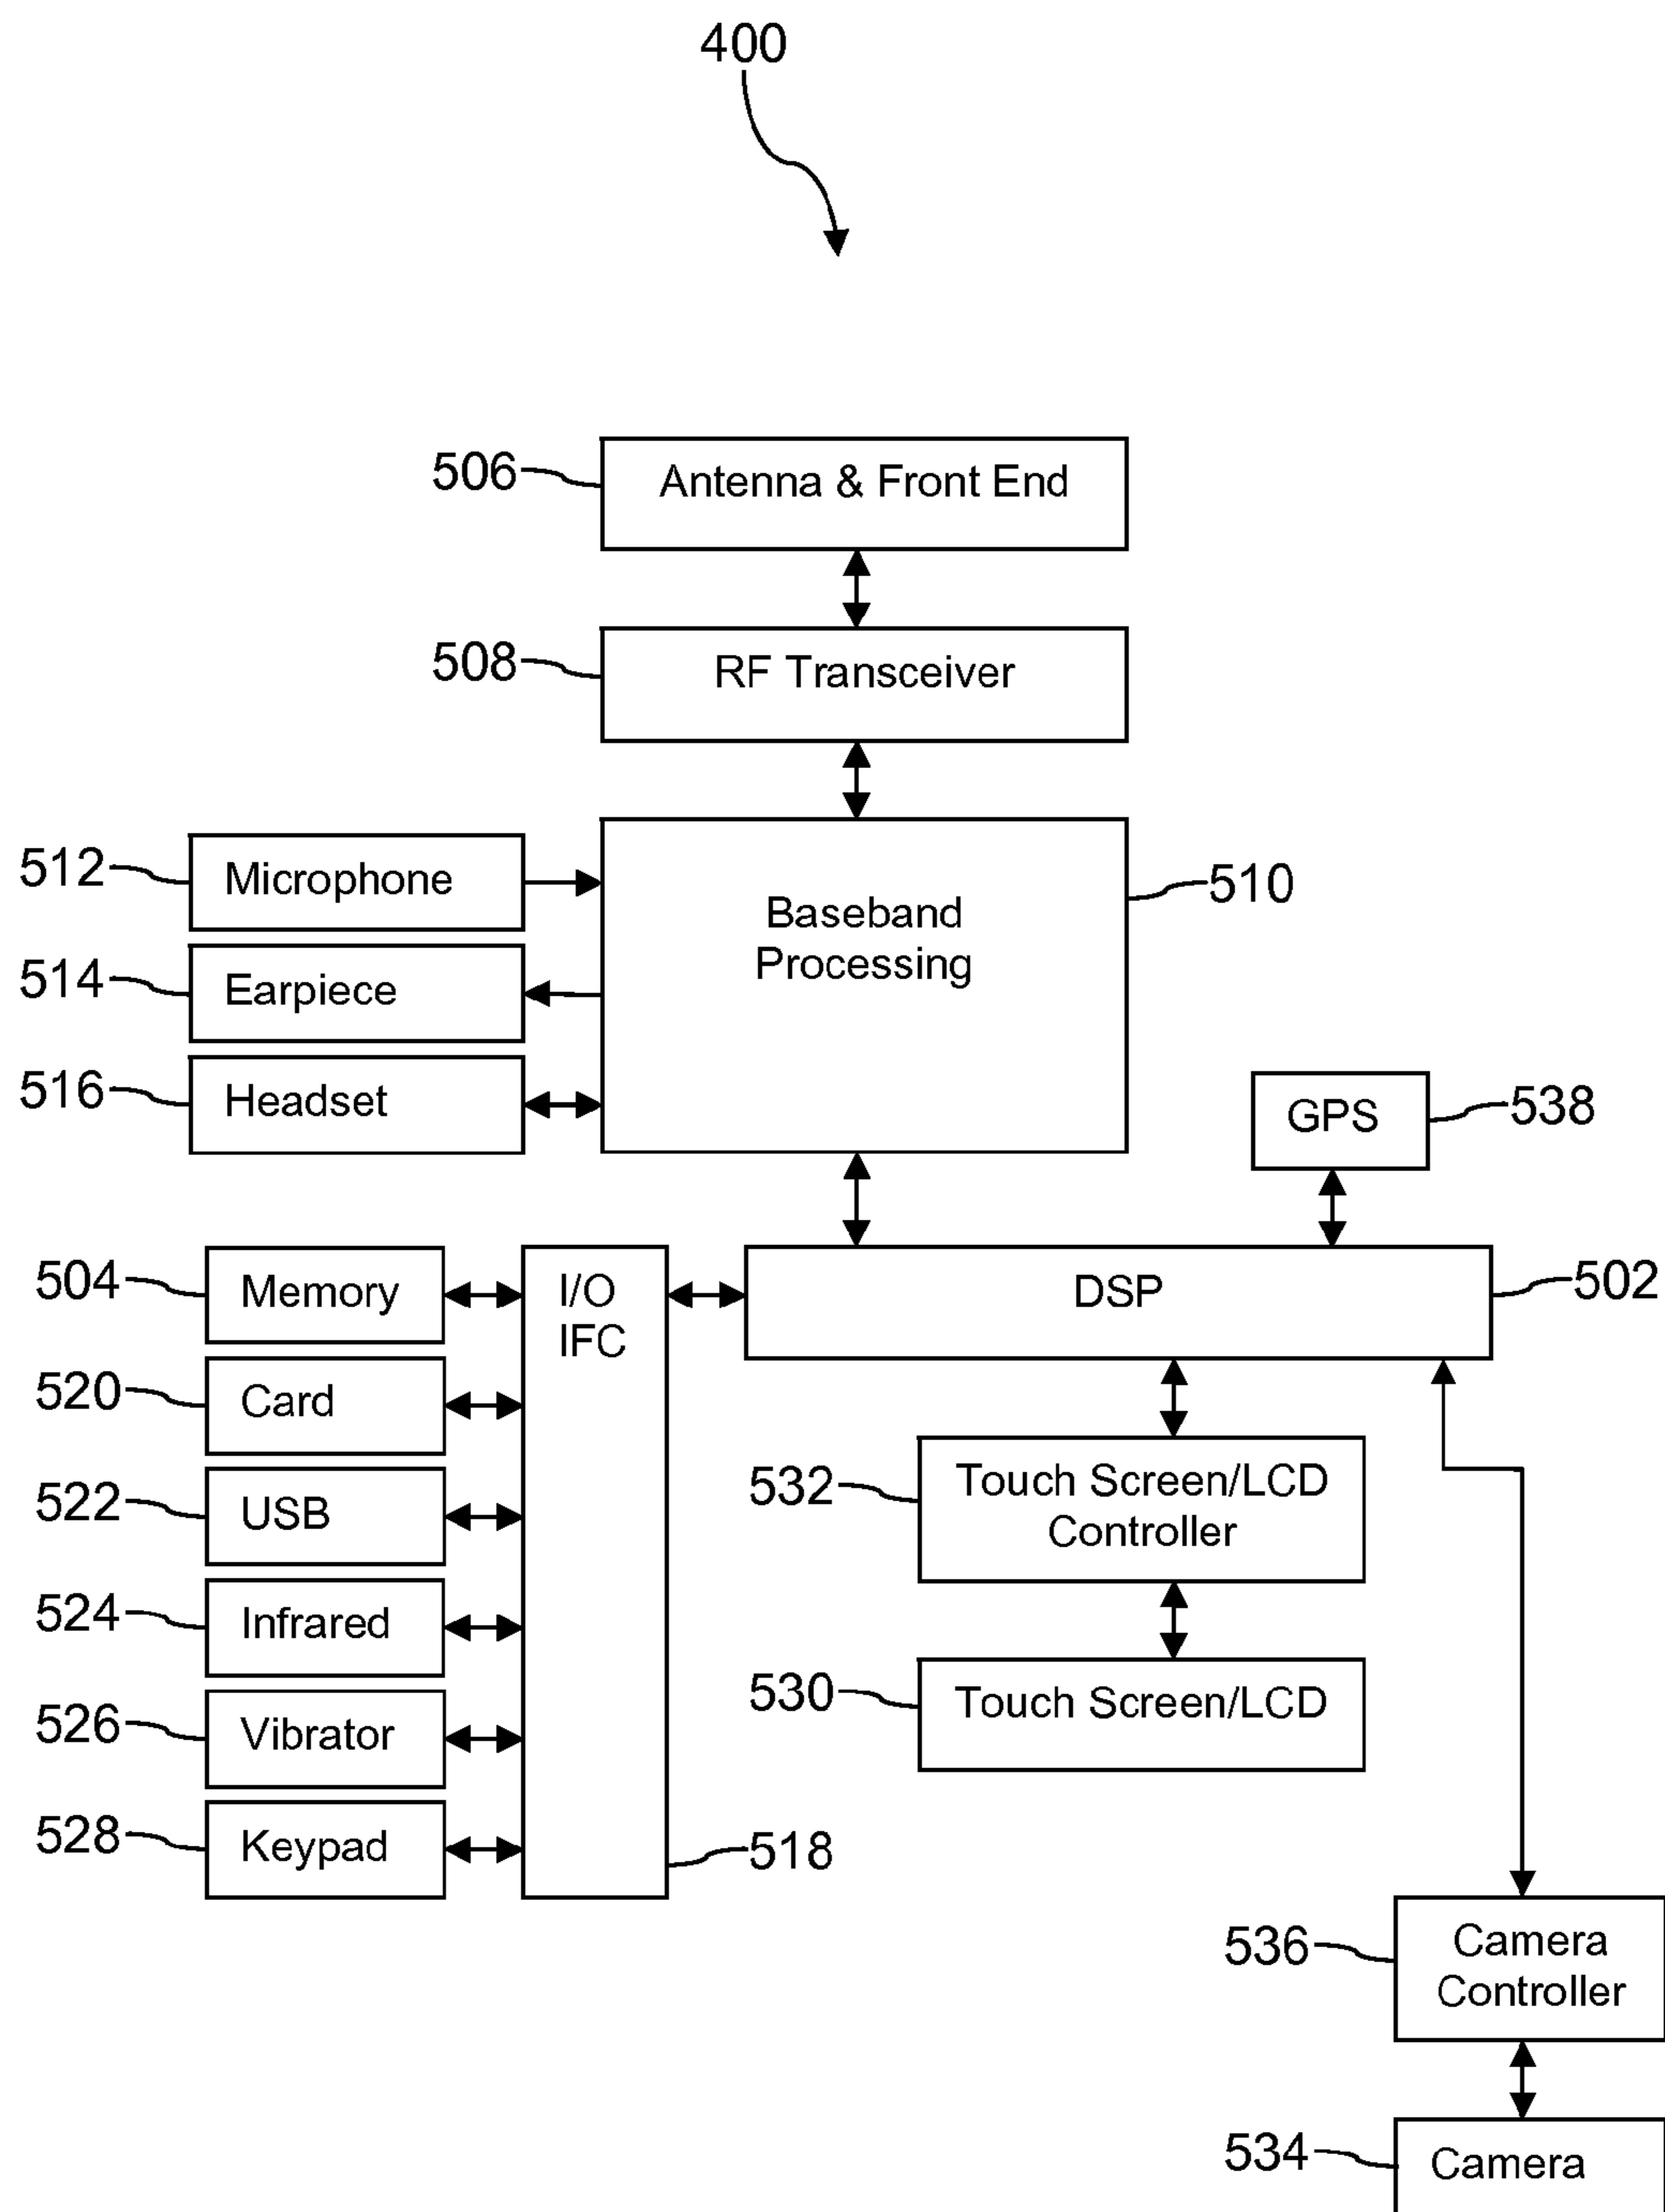 400
506
Antenna & Front End
508
RF Transceiver
512
Microphone
Baseband
Processing
510
514
Earpiece
516
Headset
GPS
538
504
Memory
I/O
IFC
DSP
502
520
Card
522
USB
532
Touch Screen/LCD
Controller
524
Infrared
530
Touch Screen/LCD
526
Vibrator
528
Keypad
518
536
Camera
Controller
534
Camera